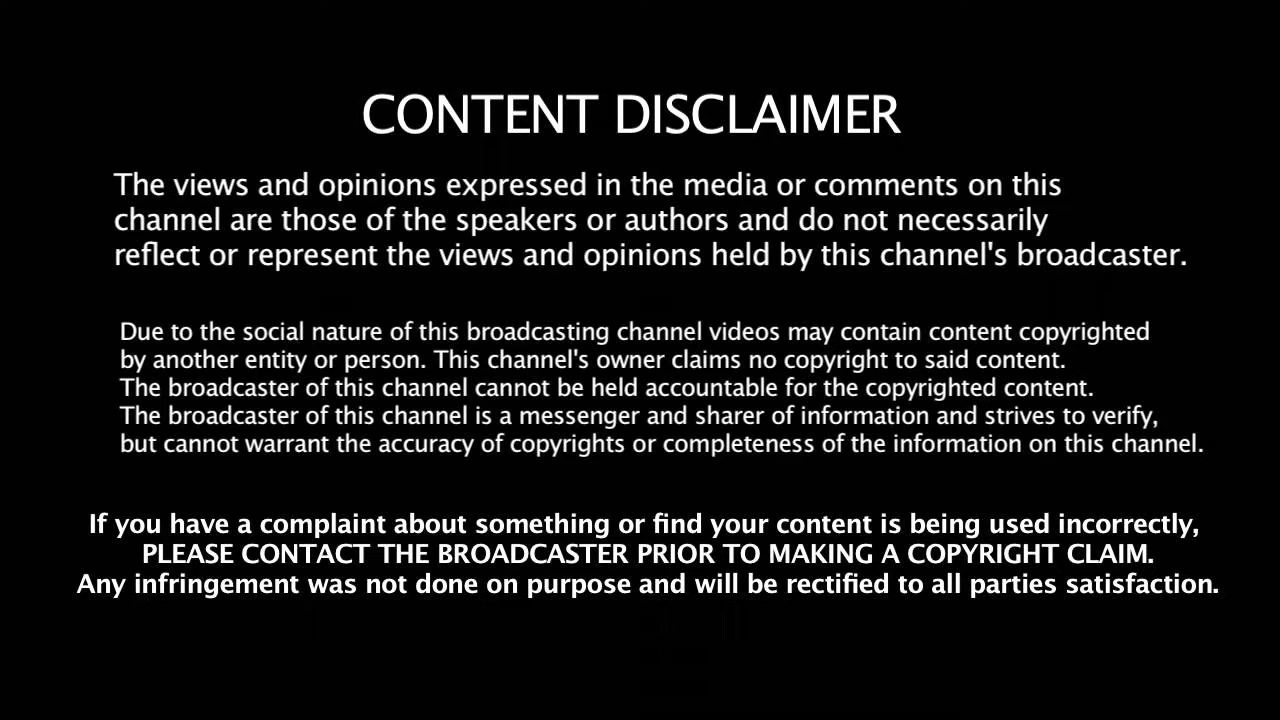 CONTENT DISCLAIMER
The views and opinions expressed in the media or comments on this
channel are those of the speakers or authors and do not necessarily
reflect or represent the views and opinions held by this channel's broadcaster.
Due to the social nature of this broadcasting channel videos may contain content copyrighted
by another entity or person. This channel's owner claims no copyright to said content.
The broadcaster of this channel cannot be held accountable for the copyrighted content.
The broadcaster of this channel is a messenger and sharer of information and strives to verify,
but cannot warrant the accuracy of copyrights or completeness of the information on this channel.
If you have a complaint about something or find your content is being used incorrectly,
PLEASE CONTACT THE BROADCASTER PRIOR TO MAKING A COPYRIGHT CLAIM.
Any infringement was not done on purpose and will be rectified to all parties satisfaction.